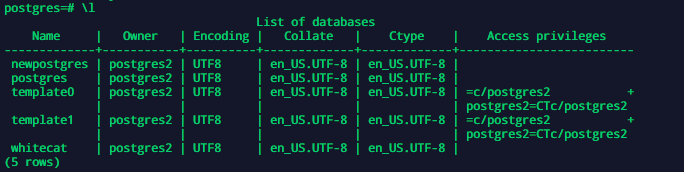 postgres=# \l
List of databases
Name | Owner | Encoding | Collate | Ctype | Access privileges
-------------+-----------+----------+-------------+-------------+-------------------------
newpostgres | postgres2 | UTF8 | en_US.UTF-8 | en_US.UTF-8 |
postgres | postgres2 | UTF8 | en_US.UTF-8 | en_US.UTF-8 |
template0 | postgres2 | UTF8 | en_US.UTF-8 | en_US.UTF-8 | =c/postgres2 +
| | | | | postgres2=CTc/postgres2
template1 | postgres2 | UTF8 | en_US.UTF-8 | en_US.UTF-8 | =c/postgres2 +
| | | | | postgres2=CTc/postgres2
whitecat | postgres2 | UTF8 | en_US.UTF-8 | en_US.UTF-8 |
(5 rows)